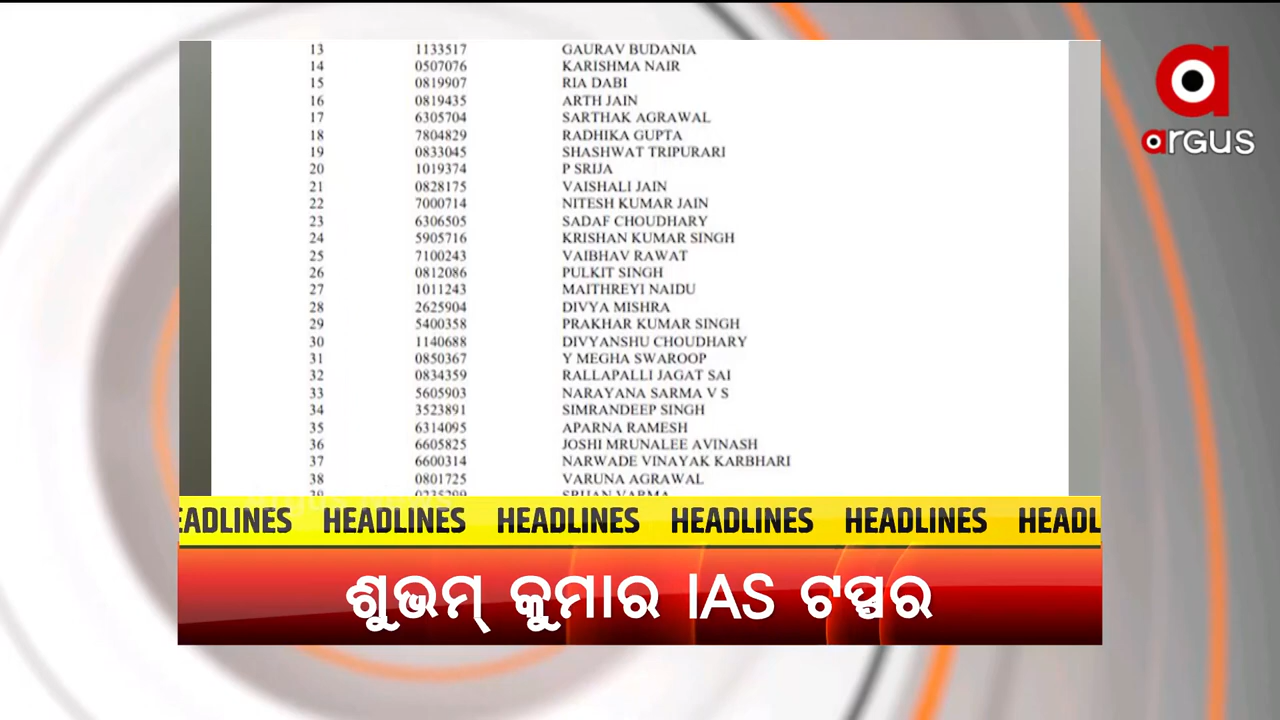 13 1133517 GAURAV BUDANIA
14 0507076 KARISHMA NAIR
15 0819907 RIA DABI
16 0819435 ARTH JAIN
17 6305704 SARTHAK AGRAWAL
18 7804829 RADHIKA GUPTA
19 0833045 SHASHWAT TRIPURARI
20 1019374 P SRIJA
21 0828175 VAISHALI JAIN
22 7000714 NITESH KUMAR JAIN
23 6306505 SADAF CHOUDHARY
24 5905716 KRISHAN KUMAR SINGH
25 7100243 VAIBHAV RAWAT
26 0812086 PULKIT SINGH
27 1011243 MAITHREYI NAIDU
28 2625904 DIVYA MISHRA
29 5400358 PRAKHAR KUMAR SINGH
30 1140688 DIVYANSHU CHOUDHARY
31 0850367 Y MEGHA SWAROOP
32 0834359 RALLAPALLI JAGAT SAI
33 5605903 NARAYANA SARMA V S
34 3523891 SIMRANDEEP SINGH
35 6314095 APARNA RAMESH
36 6605825 JOSHI MRUNALEE AVINASH
37 6600314 NARWADE VINAYAK KARBHARI
38 0801725 VARUNA AGRAWAL
39 0235299 SRIJAN VARMA
argus
EADLINES HEADLINES HEADLINES HEADLINES HEADLINES HEADL
ଶୁଭମ୍ କୁମାର IAS ଟପ୍ପର